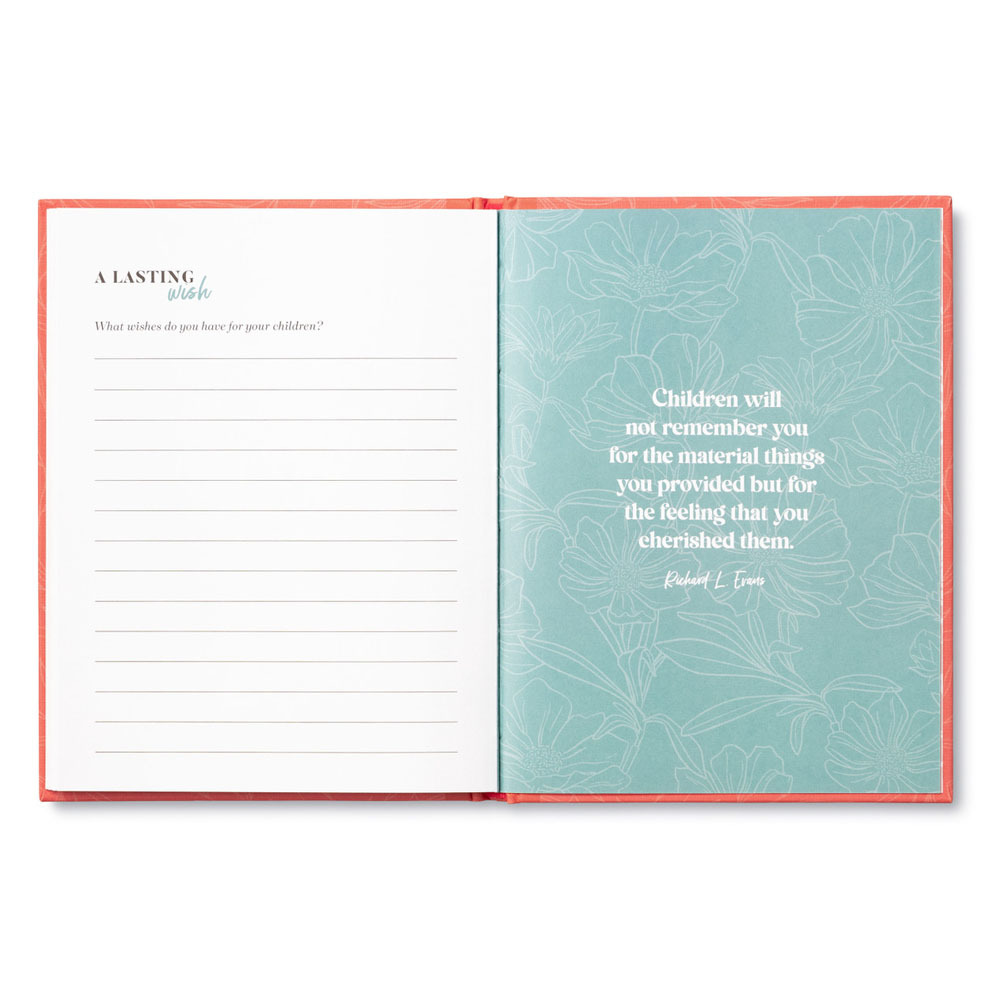 A LASTING
wish
What wishes do you have for your children?
Children will
not remember you
for the material things
you provided but for
the feeling that you
cherished them.
Richard L. Evans